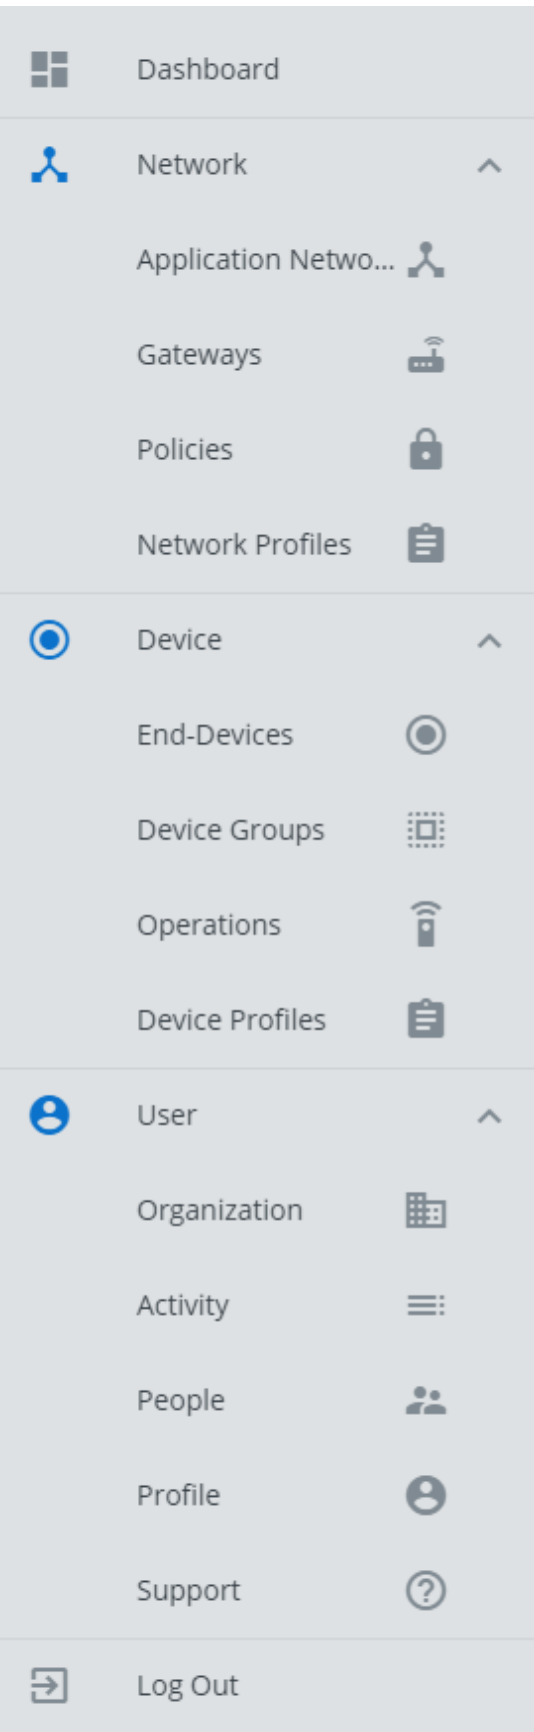 Dashboard
Network
Application Netwo...
Gateways
Policies
Network Profiles
Device
End-Devices
Device Groups
Operations
Device Profiles
User
Organization
Activity
People
Profile
Support
Log Out